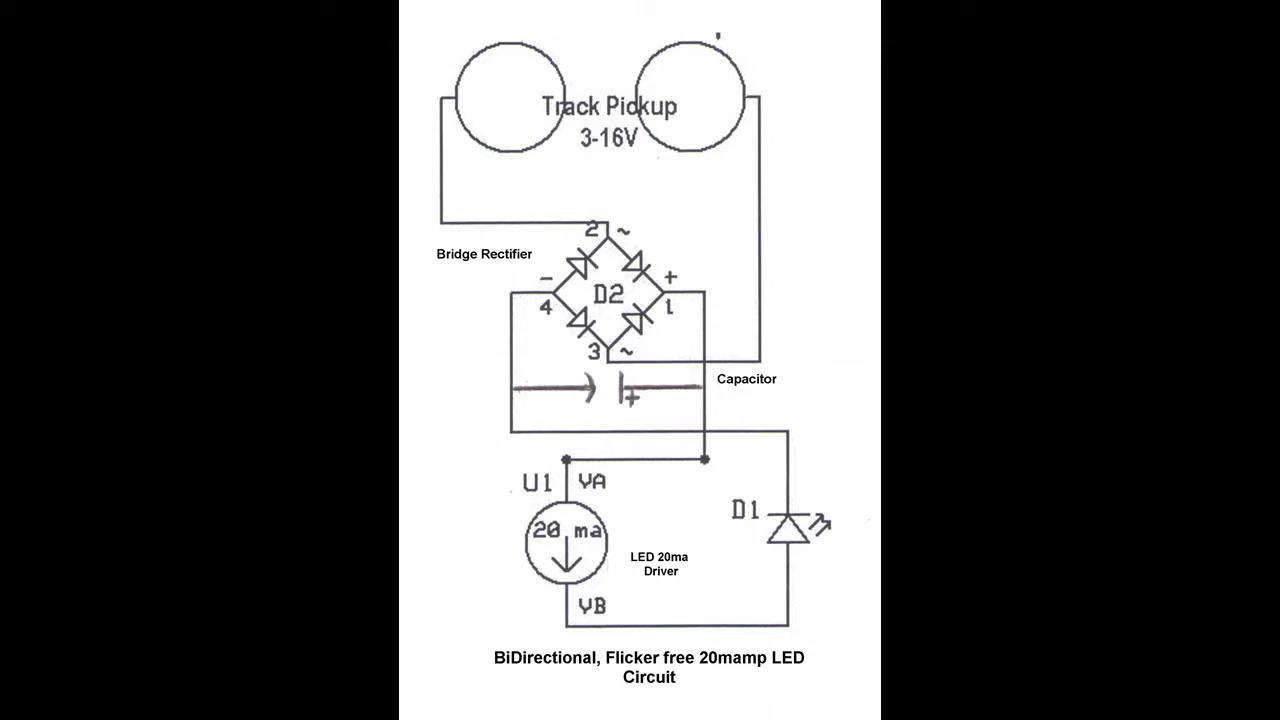 Track Pickup
3-16V
2 ~
Bridge Rectifier
- +
D2
4 1
3 ~
Capacitor
+
U1 VA
D1
20 ma
LED 20ma
Driver
VB
BiDirectional, Flicker free 20mamp LED
Circuit